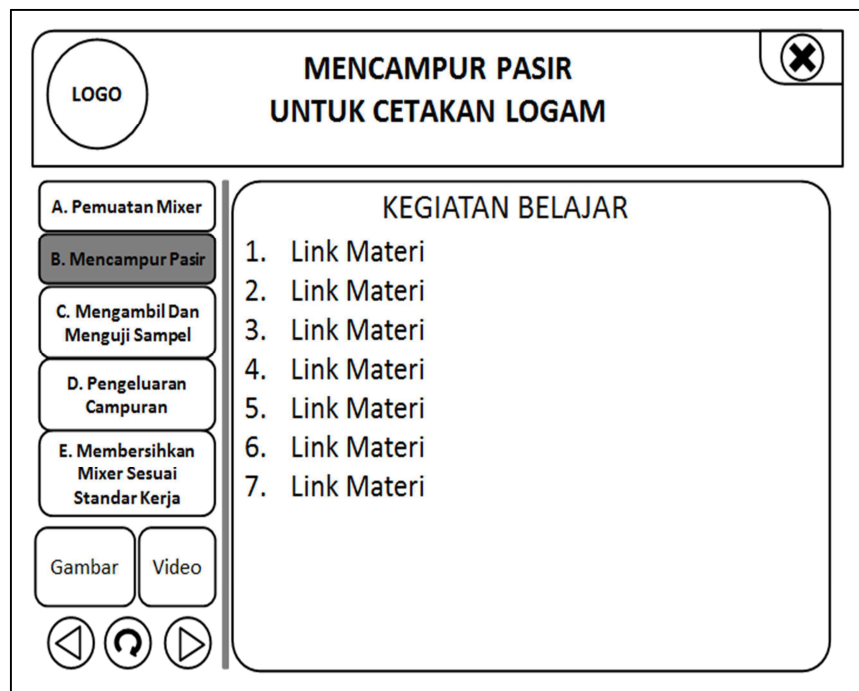 LOGO
MENCAMPUR PASIR
UNTUK CETAKAN LOGAM
A. Pemuatan Mixer
B. Mencampur Pasir
C. Mengambil Dan
Menguji Sampel
D. Pengeluaran
Campuran
E. Membersihkan
Mixer Sesuai
Standar Kerja
Gambar
Video
KEGIATAN BELAJAR
1. Link Materi
2. Link Materi
3. Link Materi
4. Link Materi
5. Link Materi
6. Link Materi
7. Link Materi